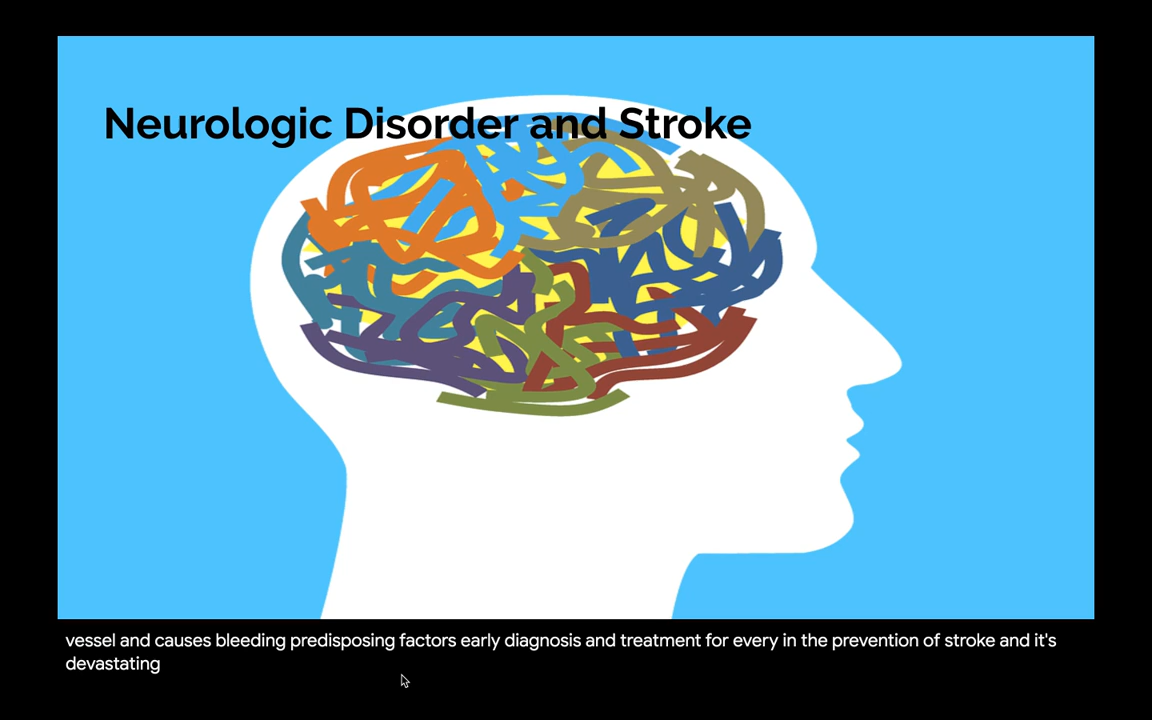 Neurologic Disorder and Stroke
vessel and causes bleeding predisposing factors early diagnosis and treatment for every in the prevention of stroke and it's
devastating